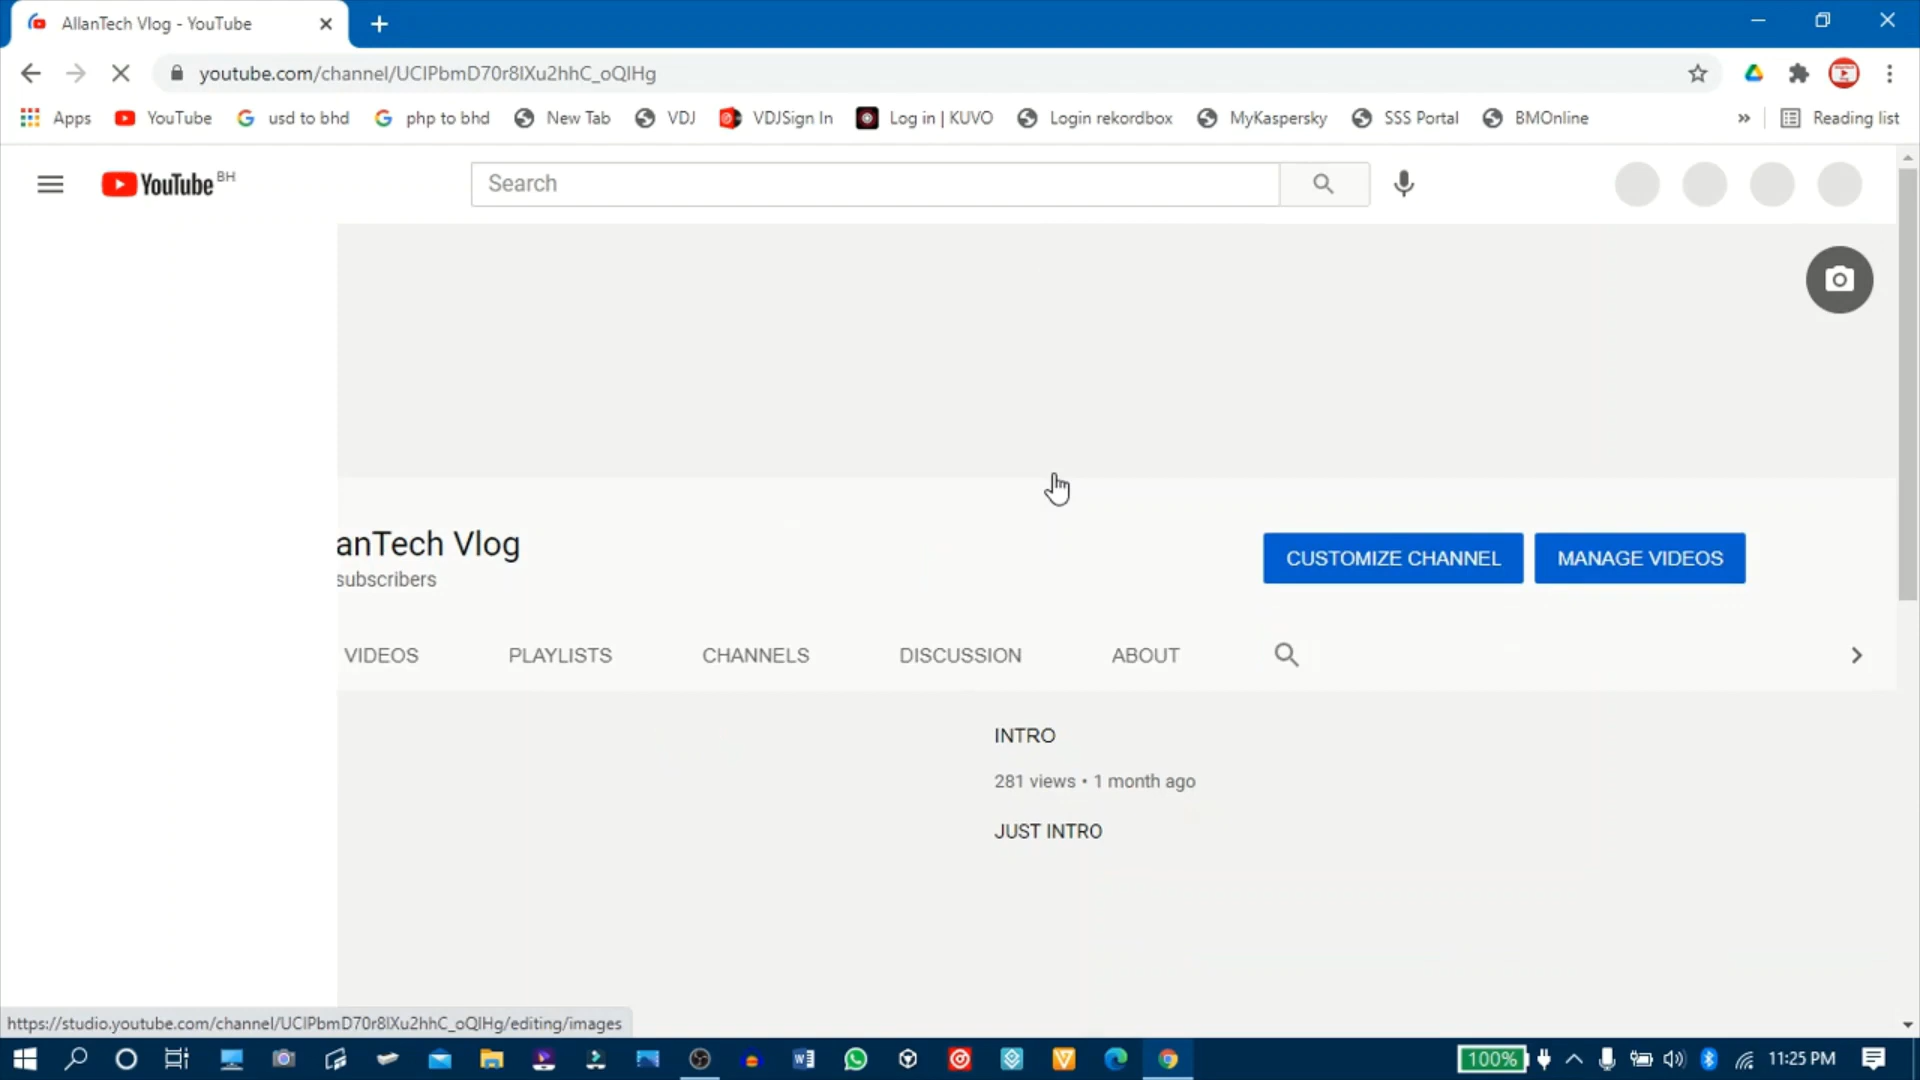 AllanTech Vlog - YouTube
youtube.com/channel/UCIPbmD70r8IXu2hhC_oQIHg
Apps YouTube usd to bhd php to bhd New Tab VDJ VDJSign In Log in | KUVO Login rekordbox MyKaspersky SSS Portal BMOnline » Reading list
YouTube BH
Search
anTech Vlog
subscribers
CUSTOMIZE CHANNEL
MANAGE VIDEOS
VIDEOS PLAYLISTS CHANNELS DISCUSSION ABOUT
INTRO
281 views • 1 month ago
JUST INTRO
https://studio.youtube.com/channel/UCIPbmD70r8IXu2hhC_oQIHg/editing/images
100% 11:25 PM